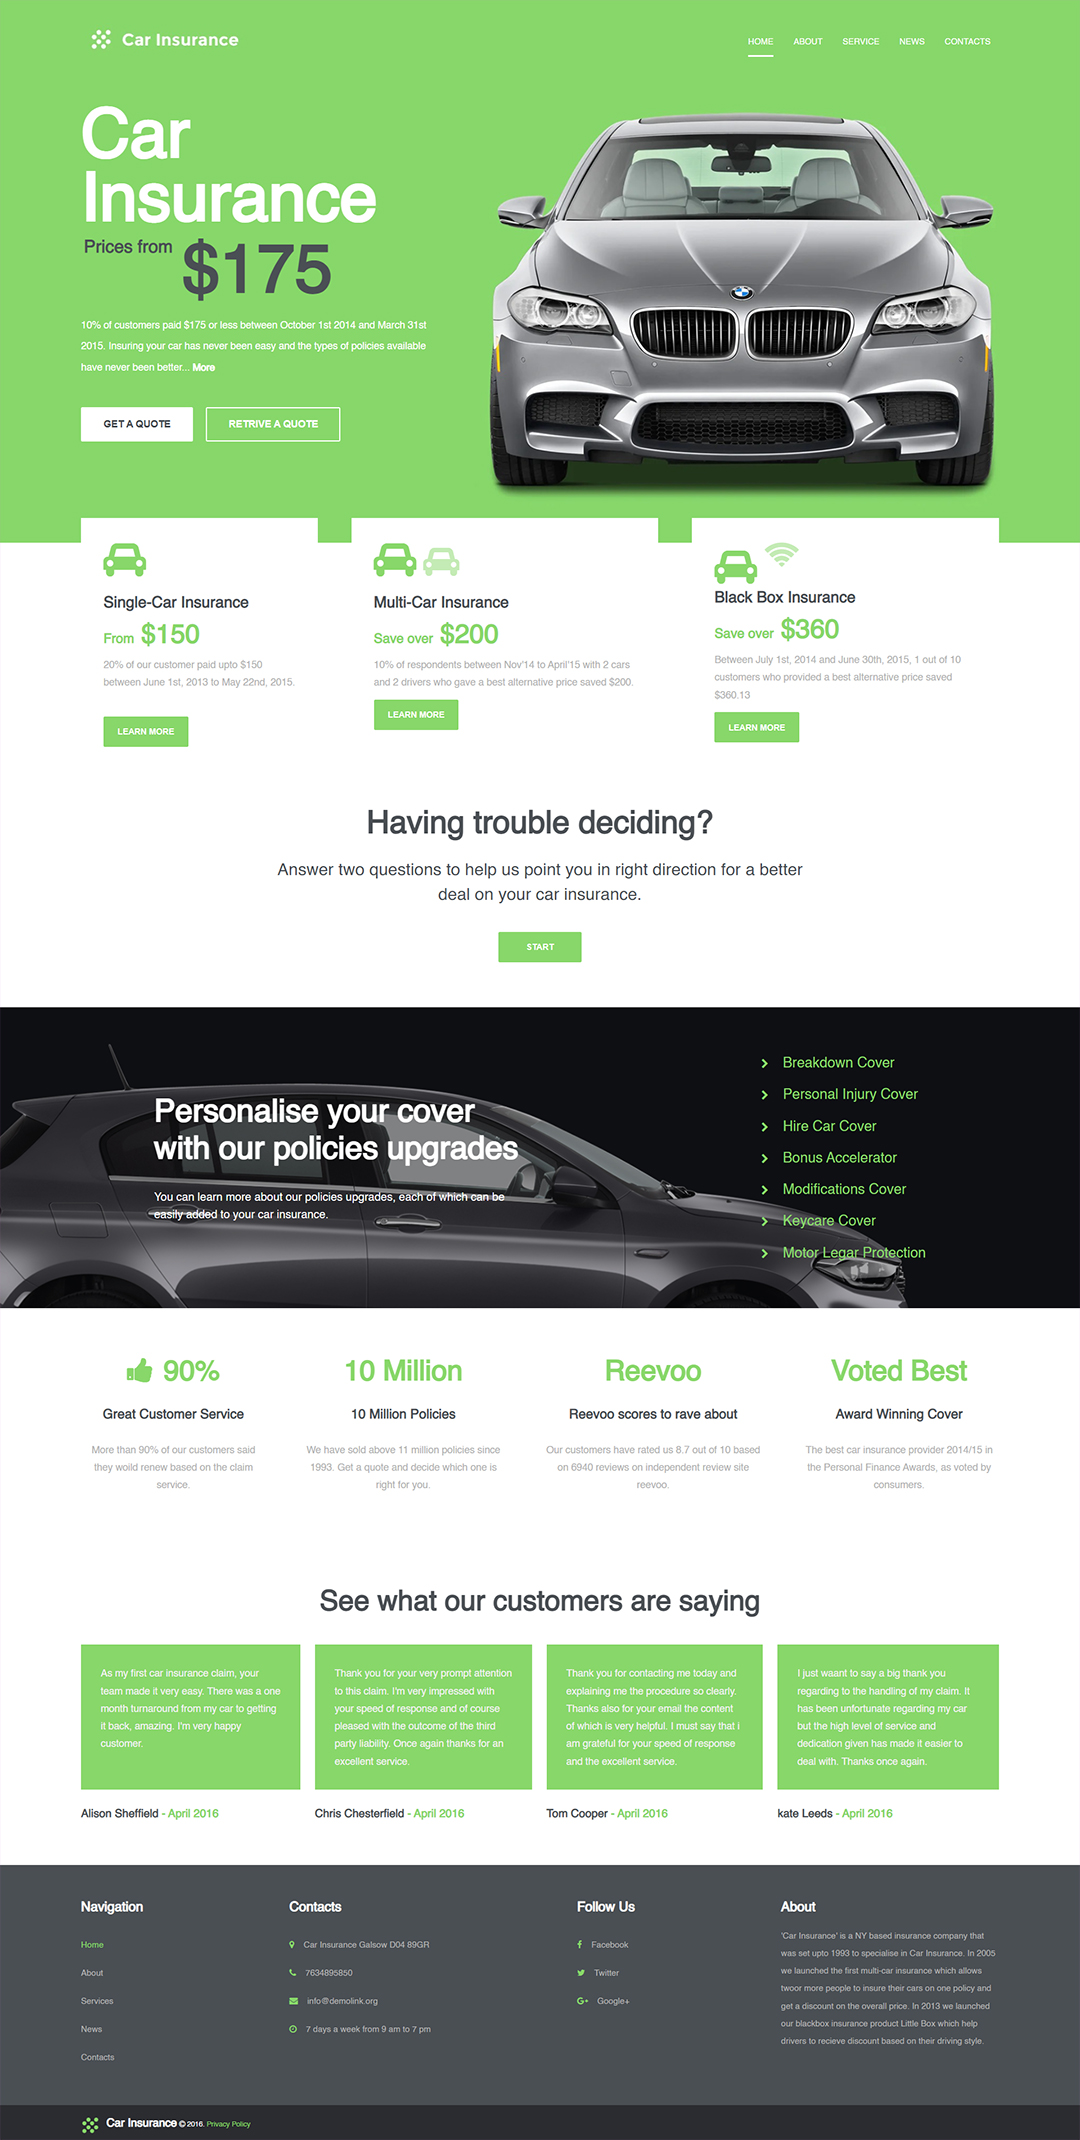 Car Insurance
HOME ABOUT SERVICE NEWS CONTACTS
Car
Insurance
Prices from $175
10% of customers paid $175 or less between October 1st 2014 and March 31st
2015. Insuring your car has never been easy and the types of policies available
have never been better... More
GET A QUOTE RETRIVE A QUOTE
Single-Car Insurance
From $150
20% of our customer paid upto $150
between June 1st, 2013 to May 22nd, 2015.
LEARN MORE
Multi-Car Insurance
Save over $200
10% of respondents between Nov'14 to April'15 with 2 cars
and 2 drivers who gave a best alternative price saved $200.
LEARN MORE
Black Box Insurance
Save over $360
Between July 1st, 2014 and June 30th, 2015, 1 out of 10
customers who provided a best alternative price saved
$360.13
LEARN MORE
Having trouble deciding?
Answer two questions to help us point you in right direction for a better
deal on your car insurance.
START
Personalise your cover
with our policies upgrades
You can learn more about our policies upgrades, each of which can be
easily added to your car insurance.
Breakdown Cover
Personal Injury Cover
Hire Car Cover
Bonus Accelerator
Modifications Cover
Keycare Cover
Motor Legar Protection
90%
Great Customer Service
More than 90% of our customers said
they woild renew based on the claim
service.
10 Million
10 Million Policies
We have sold above 11 million policies since
1993. Get a quote and decide which one is
right for you.
Reevoo
Reevoo scores to rave about
Our customers have rated us 8.7 out of 10 based
on 6940 reviews on independent review site
reevoo.
Voted Best
Award Winning Cover
The best car insurance provider 2014/15 in
the Personal Finance Awards, as voted by
consumers.
See what our customers are saying
As my first car insurance claim, your
team made it very easy. There was a one
month turnaround from my car to getting
it back, amazing. I'm very happy
customer.
Alison Sheffield - April 2016
Thank you for your very prompt attention
to this claim. I'm very impressed with
your speed of response and of course
pleased with the outcome of the third
party liability. Once again thanks for an
excellent service.
Chris Chesterfield - April 2016
Thank you for contacting me today and
explaining me the procedure so clearly.
Thanks also for your email the content
of which is very helpful. I must say that i
am grateful for your speed of response
and the excellent service.
Tom Cooper - April 2016
I just waant to say a big thank you
regarding to the handling of my claim. It
has been unfortunate regarding my car
but the high level of service and
dedication given has made it easier to
deal with. Thanks once again.
kate Leeds - April 2016
Navigation
Home
About
Services
News
Contacts
Contacts
Car Insurance Galsow D04 89GR
7634895850
info@demolink.org
7 days a week from 9 am to 7 pm
Follow Us
Facebook
Twitter
Google+
About
'Car Insurance' is a NY based insurance company that
was set upto 1993 to specialise in Car Insurance. In 2005
we launched the first multi-car insurance which allows
twoor more people to insure their cars on one policy and
get a discount on the overall price. In 2013 we launched
our blackbox insurance product Little Box which help
drivers to recieve discount based on their driving style.
Car Insurance © 2016. Privacy Policy